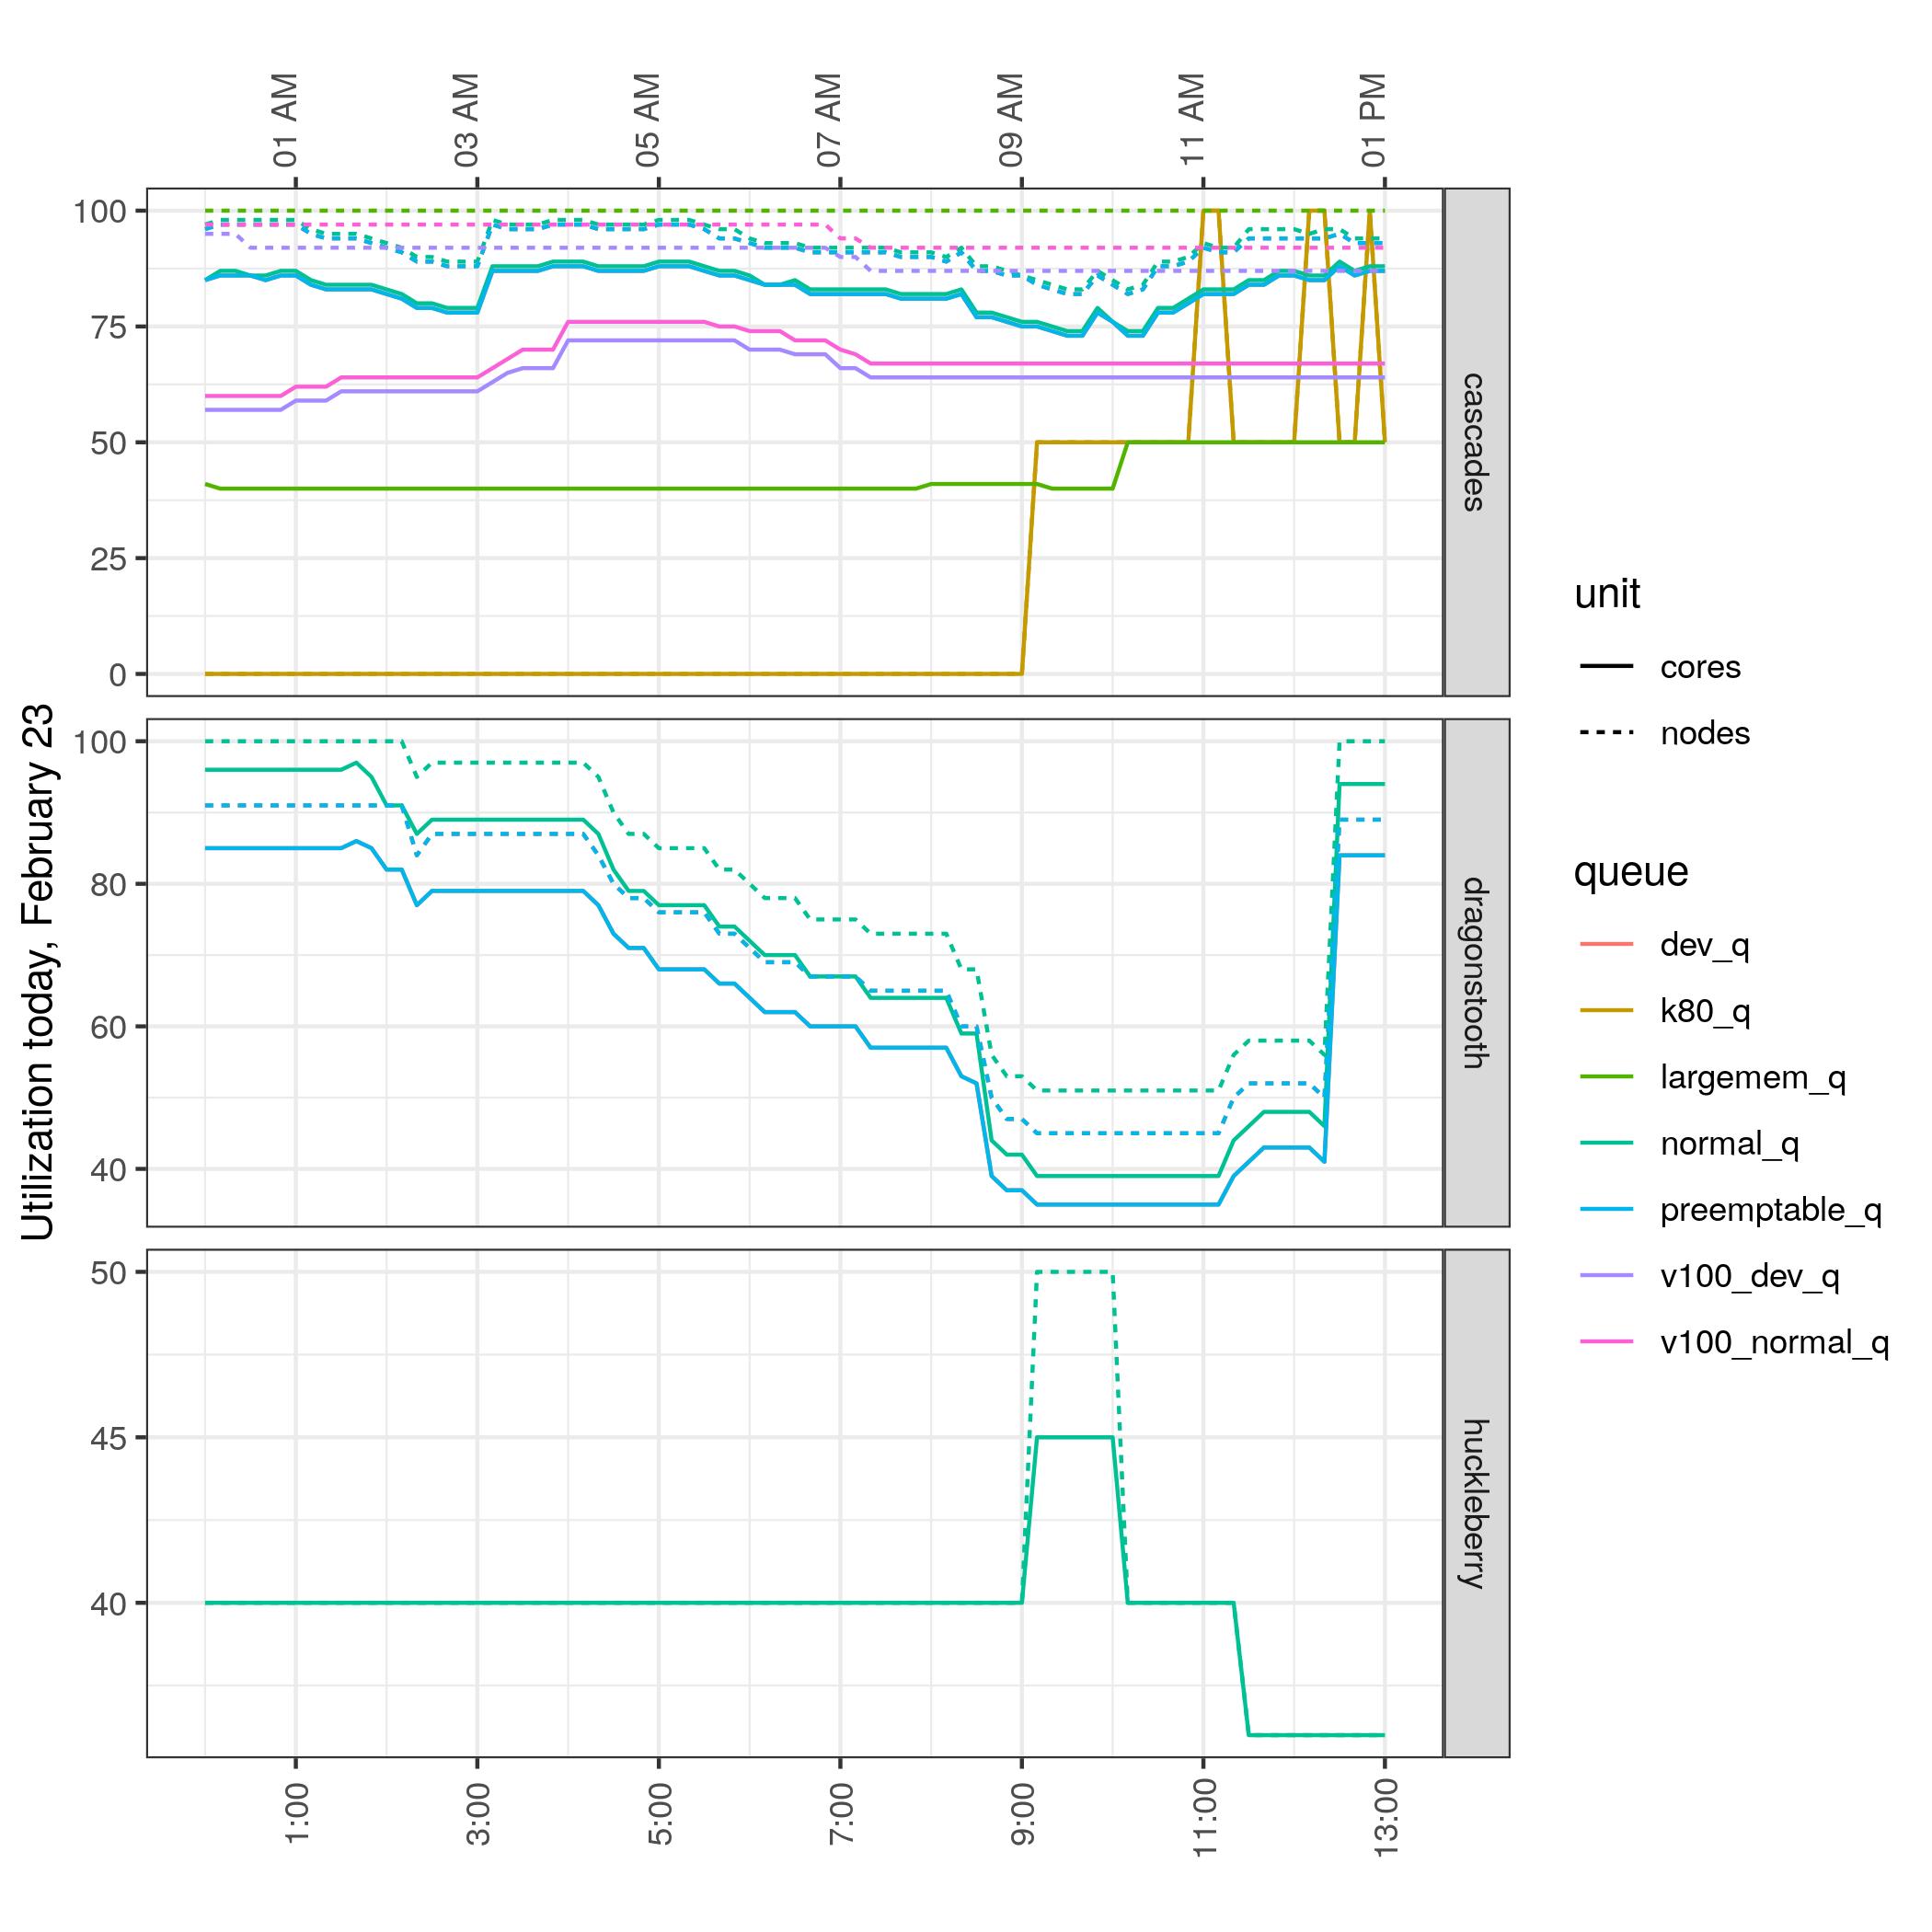 01 AM
03 AM
05 AM
07 AM
09 AM
11 AM
01 PM
Utilization today, February 23
100
75
50
25
0
cascades
100
80
60
40
dragonstooth
50
45
40
huckleberry
1:00
3:00
5:00
7:00
9:00
11:00
13:00
unit
cores
nodes
queue
dev_q
k80_q
largemem_q
normal_q
preemptable_q
v100_dev_q
v100_normal_q